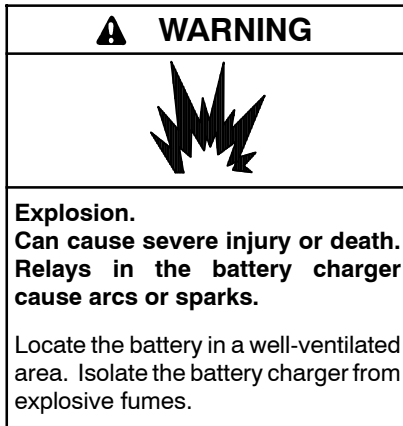 WARNING
Explosion.
Can cause severe injury or death.
Relays in the battery charger
cause arcs or sparks.
Locate the battery in a well-ventilated
area. Isolate the battery charger from
explosive fumes.